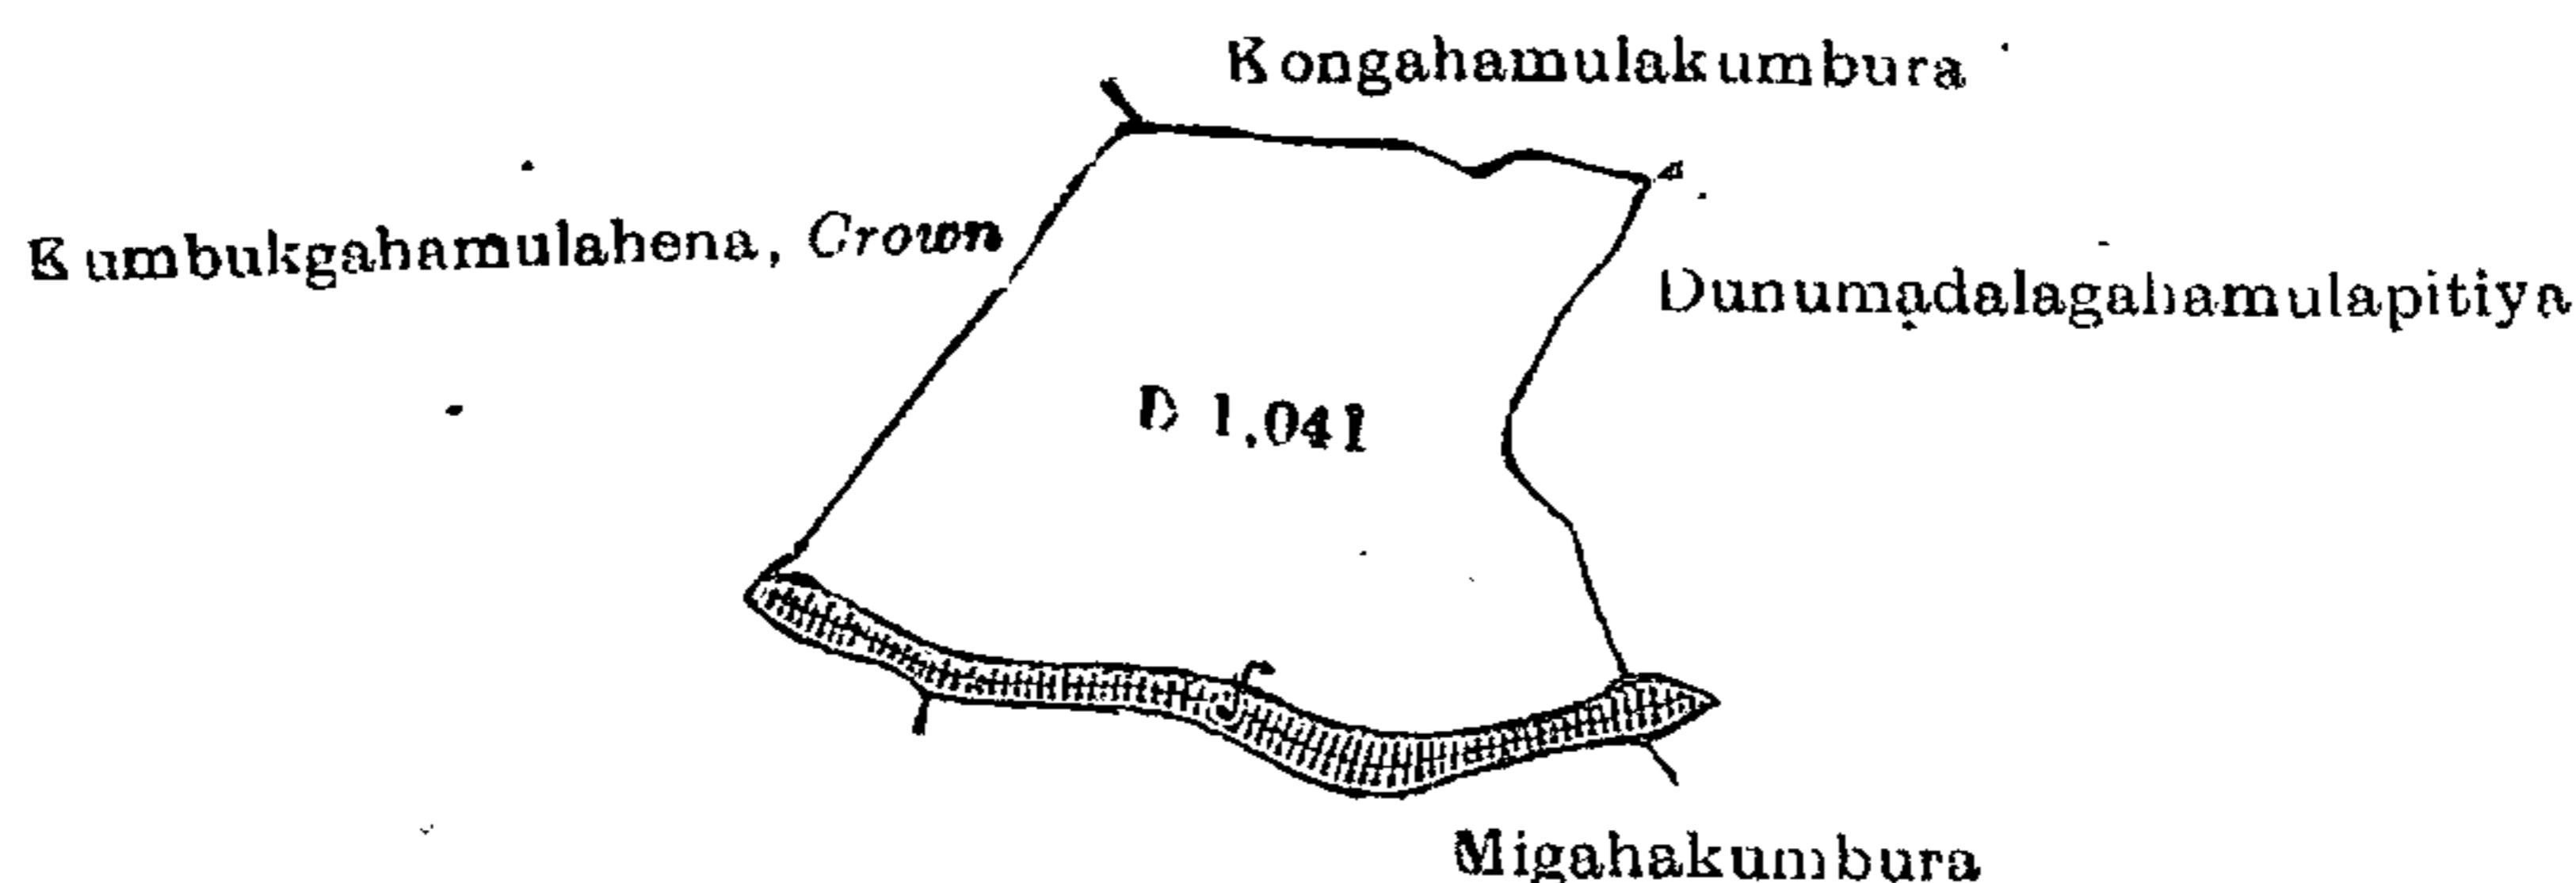 Kongahamulakumbura
Kumbukgahamulahena, Crown
Dunumadalagahamulapitiya
D 1,041
Migahakumbura